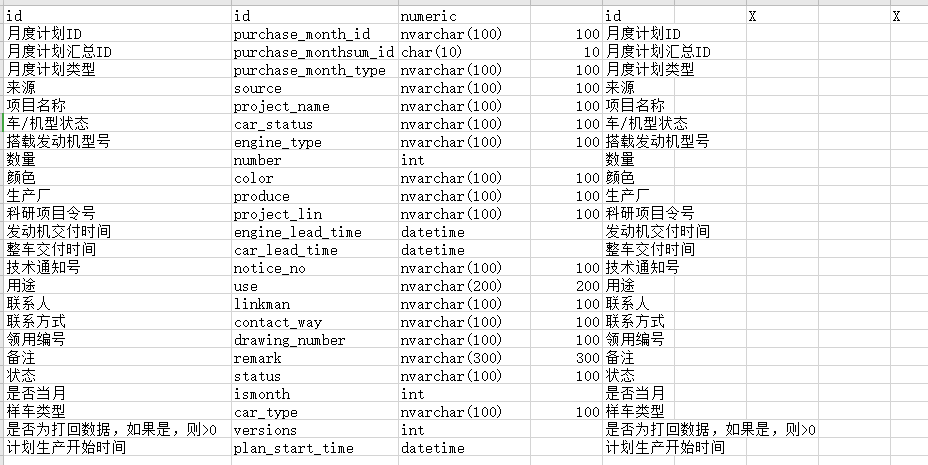 id id numeric id X X
月度计划ID purchase_month_id nvarchar(100) 100 月度计划ID
月度计划汇总ID purchase_monthsum_id char(10) 10 月度计划汇总ID
月度计划类型 purchase_month_type nvarchar(100) 100 月度计划类型
来源 source nvarchar(100) 100 来源
项目名称 project_name nvarchar(100) 100 项目名称
车/机型状态 car_status nvarchar(100) 100 车/机型状态
搭载发动机型号 engine_type nvarchar(100) 100 搭载发动机型号
数量 number int 数量
颜色 color nvarchar(100) 100 颜色
生产厂 produce nvarchar(100) 100 生产厂
科研项目令号 project_lin nvarchar(100) 100 科研项目令号
发动机交付时间 engine_lead_time datetime 发动机交付时间
整车交付时间 car_lead_time datetime 整车交付时间
技术通知号 notice_no nvarchar(100) 100 技术通知号
用途 use nvarchar(200) 200 用途
联系人 linkman nvarchar(100) 100 联系人
联系方式 contact_way nvarchar(100) 100 联系方式
领用编号 drawing_number nvarchar(100) 100 领用编号
备注 remark nvarchar(300) 300 备注
状态 status nvarchar(100) 100 状态
是否当月 ismonth int 是否当月
样车类型 car_type nvarchar(100) 100 样车类型
是否为打回数据，如果是，则>0 versions int 是否为打回数据，如果是，则>0
计划生产开始时间 plan_start_time datetime 计划生产开始时间